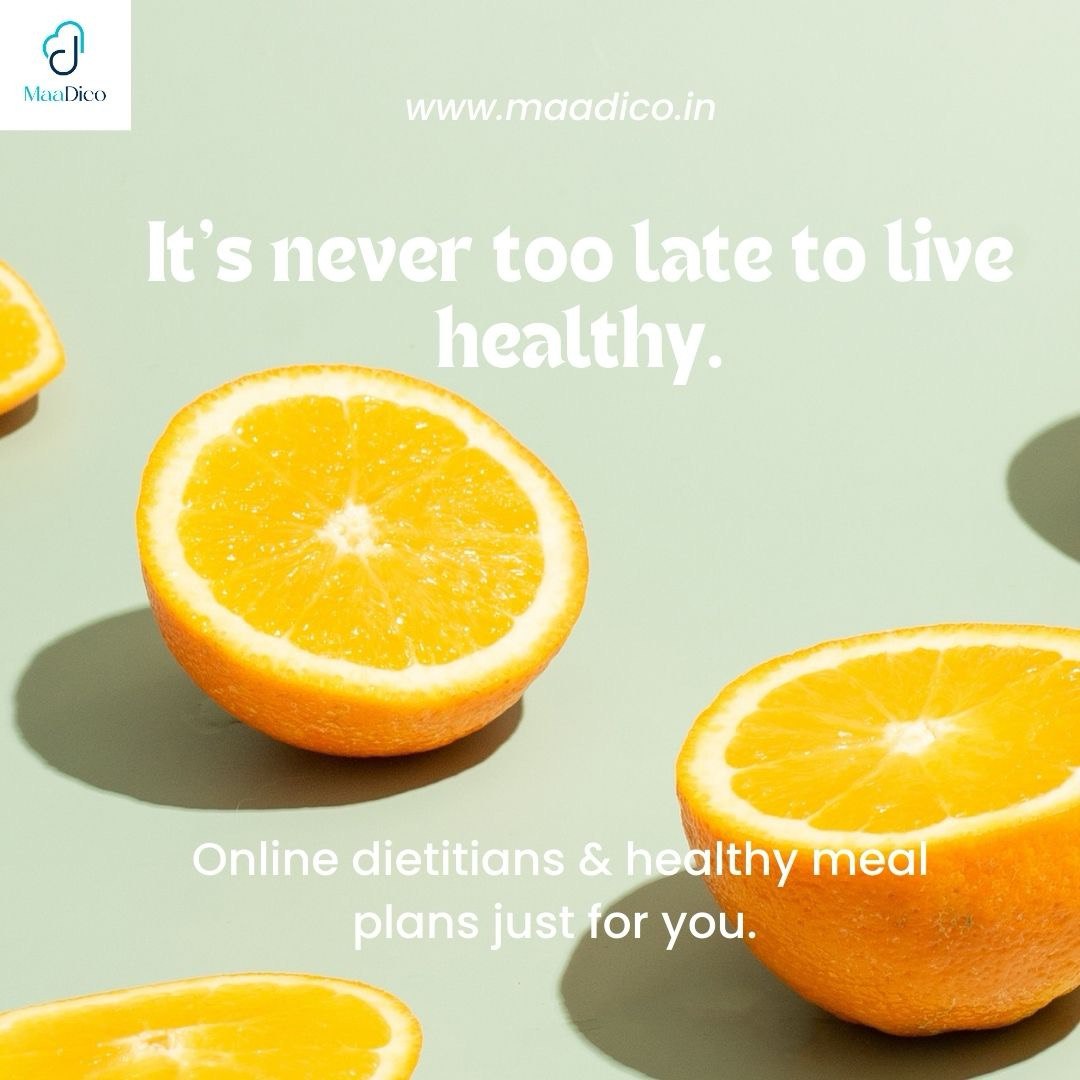 MaaDico
www.maadico.in
It's never too late to live
healthy.
Online dietitians & healthy meal
plans just for you.